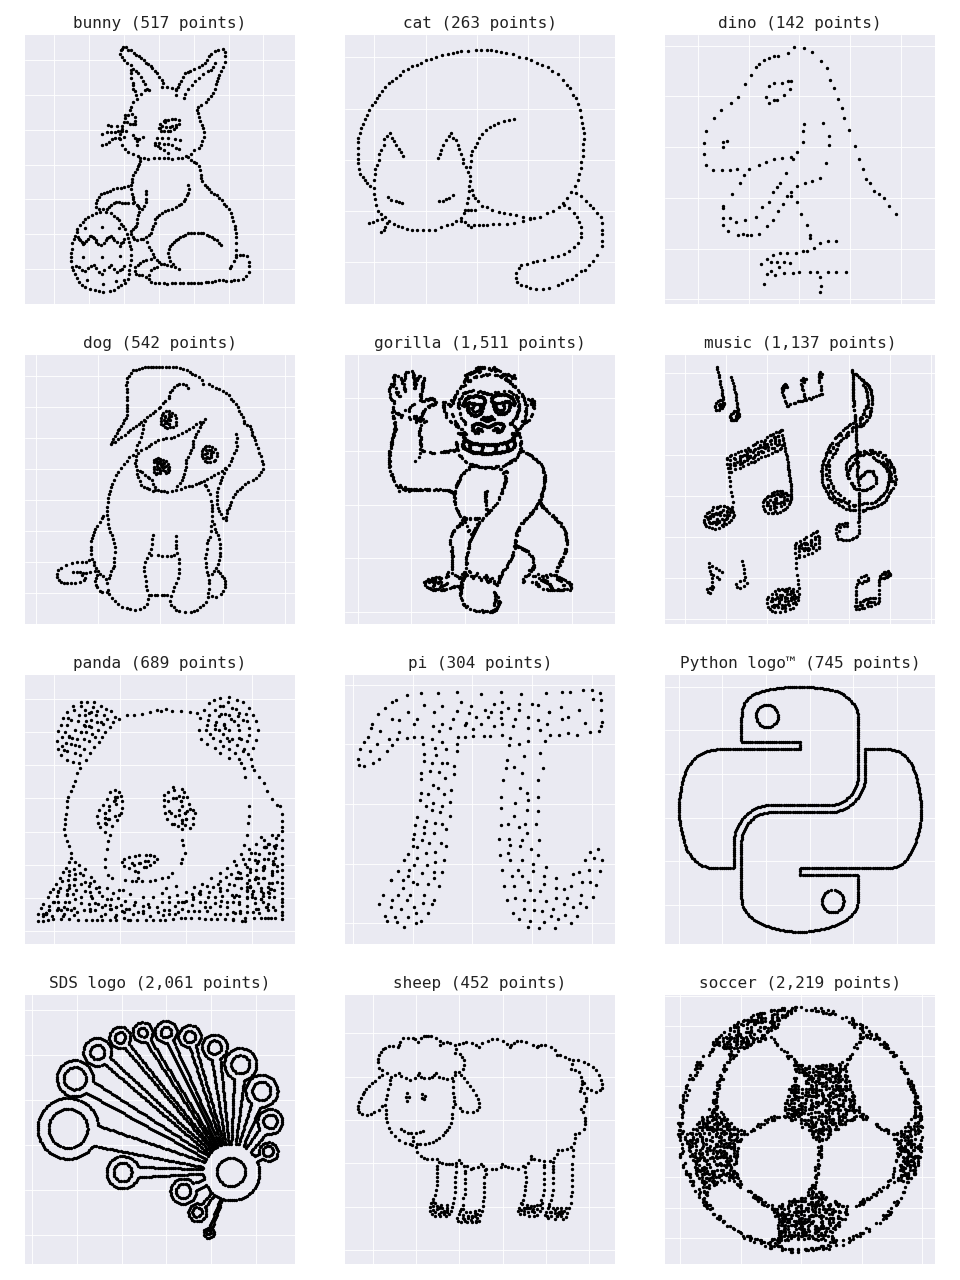 bunny (517 points)
cat (263 points)
dino (142 points)
dog (542 points)
gorilla (1,511 points)
music (1,137 points)
panda (689 points)
pi (304 points)
Python logo™ (745 points)
SDS logo (2,061 points)
sheep (452 points)
soccer (2,219 points)